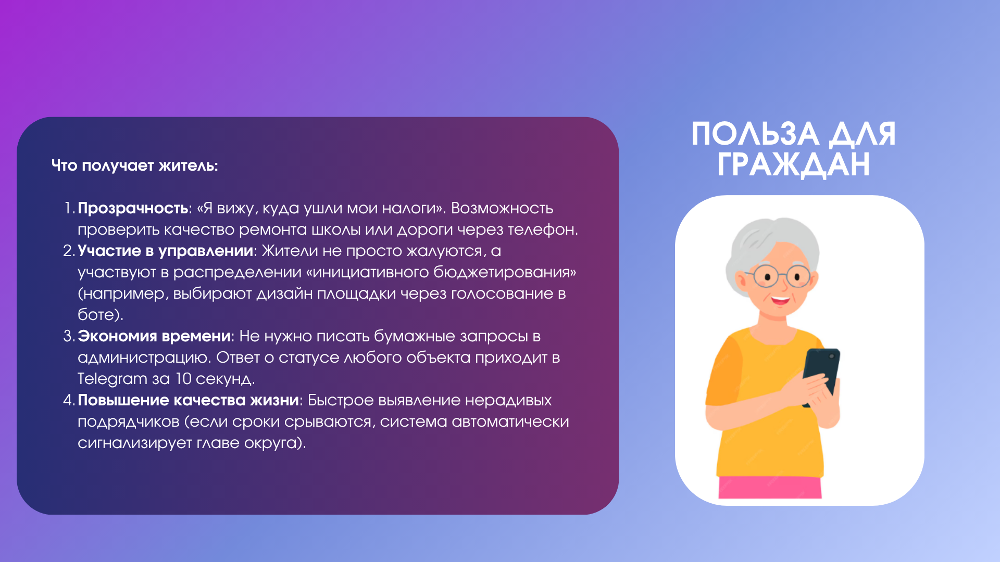 ПОЛЬЗА ДЛЯ
ГРАЖДАН
Что получает житель:
1. Прозрачность: «Я вижу, куда ушли мои налоги». Возможность
проверить качество ремонта школы или дороги через телефон.
2. Участие в управлении: Жители не просто жалуются, а
участвуют в распределении «инициативного бюджетирования»
(например, выбирают дизайн площадки через голосование в
боте).
3. Экономия времени: Не нужно писать бумажные запросы в
администрацию. Ответ о статусе любого объекта приходит в
Telegram за 10 секунд.
4. Повышение качества жизни: Быстрое выявление нерадивых
подрядчиков (если сроки срываются, система автоматически
сигнализирует главе округа).